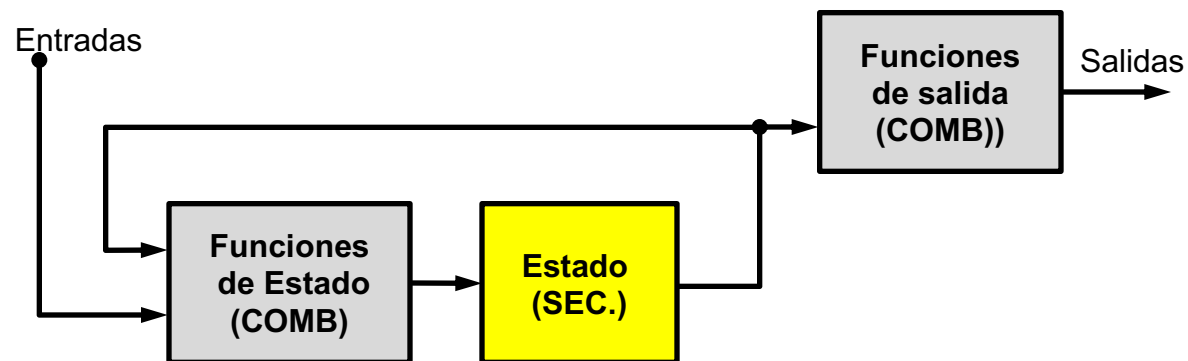 Entradas
Funciones
de salida
(COMB))
Salidas
Funciones
de Estado
(COMB)
Estado
(SEC.)